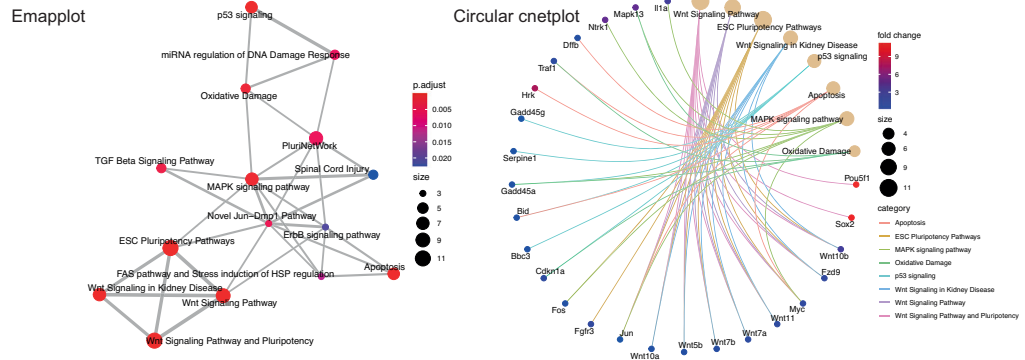 Emapplot
p53 signaling
miRNA regulation of DNA Damage Response
Oxidative Damage
PluriNetWork
TGF Beta Signaling Pathway
Spinal Cord Injury
MAPK signaling pathway
Novel Jun−Dmp1 Pathway
ErbB signaling pathway
ESC Pluripotency Pathways
FAS pathway and Stress induction of HSP regulation
Apoptosis
Wnt Signaling in Kidney Disease
Wnt Signaling Pathway
Wnt Signaling Pathway and Pluripotency
p.adjust
0.005
0.010
0.015
0.020
size
3
5
7
9
11
Circular cnetplot
Il1a
Mapk13
Ntrk1
Dffb
Traf1
Hrk
Gadd45g
Serpine1
Gadd45a
Bid
Bbc3
Cdkn1a
Fos
Fgfr3
Jun
Wnt10a
Wnt5b
Wnt7b
Wnt7a
Wnt11
Myc
Fzd9
Wnt10b
Sox2
Pou5f1
Oxidative Damage
MAPK signaling pathway
Apoptosis
p53 signaling
Wnt Signaling in Kidney Disease
ESC Pluripotency Pathways
Wnt Signaling Pathway
fold change
9
6
3
size
4
6
9
11
category
Apoptosis
ESC Pluripotency Pathways
MAPK signaling pathway
Oxidative Damage
p53 signaling
Wnt Signaling in Kidney Disease
Wnt Signaling Pathway
Wnt Signaling Pathway and Pluripotency